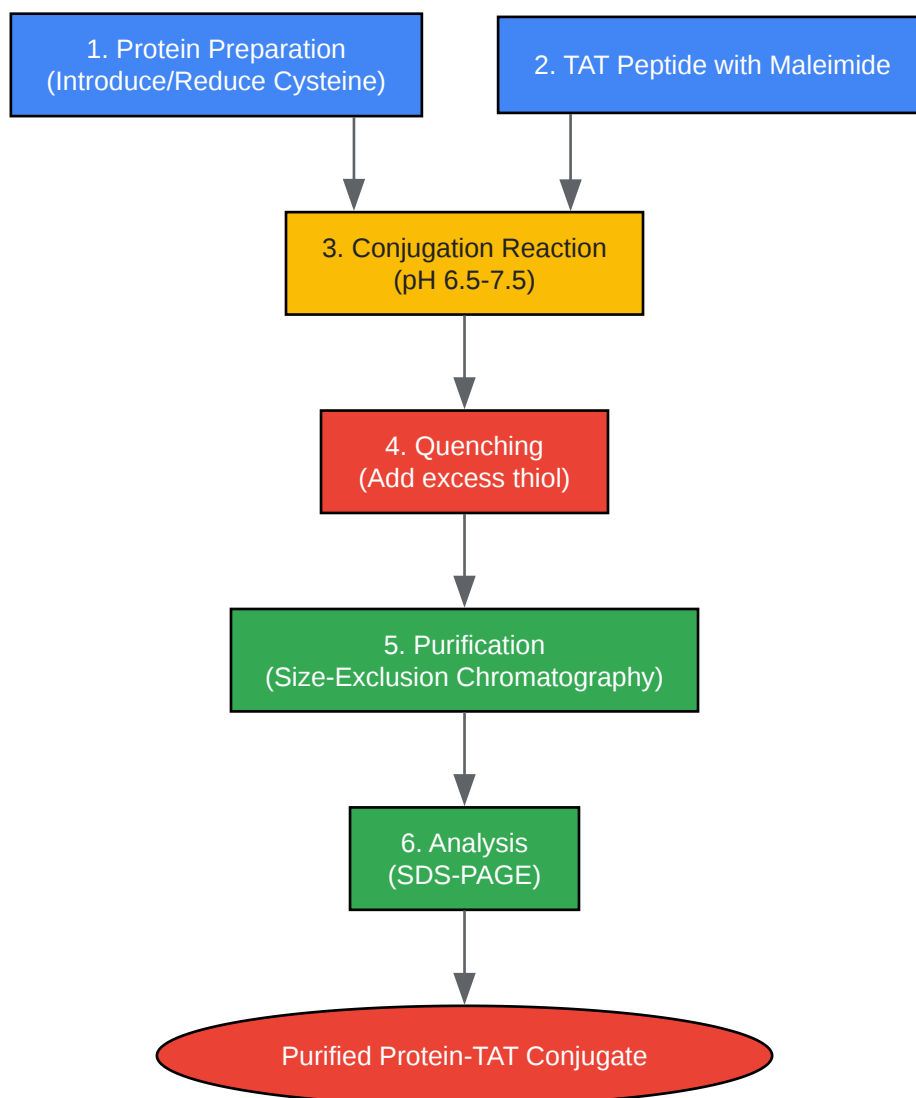 1. Protein Preparation
(Introduce/Reduce Cysteine)
2. TAT Peptide with Maleimide
3. Conjugation Reaction
(pH 6.5-7.5)
4. Quenching
(Add excess thiol)
5. Purification
(Size-Exclusion Chromatography)
6. Analysis
(SDS-PAGE)
Purified Protein-TAT Conjugate